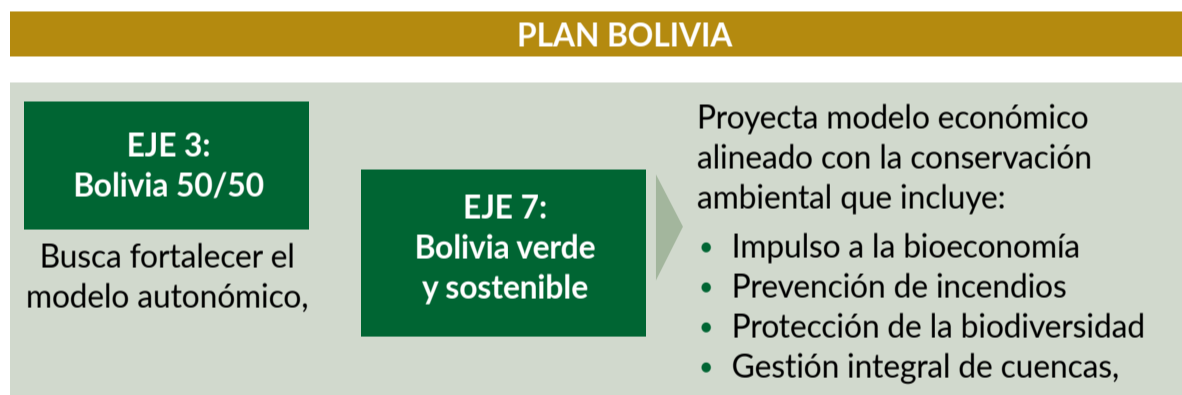 PLAN BOLIVIA
EJE 3:
Bolivia 50/50
Busca fortalecer el
modelo autonómico,
EJE 7:
Bolivia verde
y sostenible
Proyecta modelo económico
alineado con la conservación
ambiental que incluye:
• Impulso a la bioeconomía
• Prevención de incendios
• Protección de la biodiversidad
• Gestión integral de cuencas,